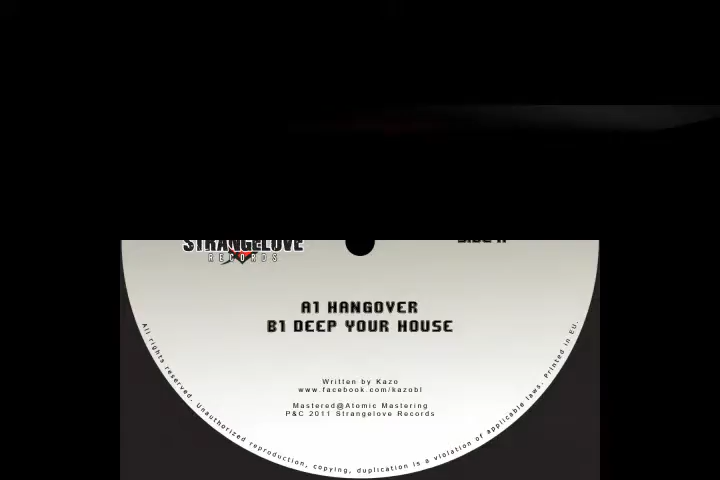 STRANGELOVE
RECORDS
A1 HANGOVER
B1 DEEP YOUR HOUSE
Written by Kazo
www.facebook.com/kazobl
Mastered@Atomic Mastering
P&C 2011 Strangelove Records
All rights reserved. Unauthorized reproduction, copying, duplication is a violation of applicable laws. Printed in EU.